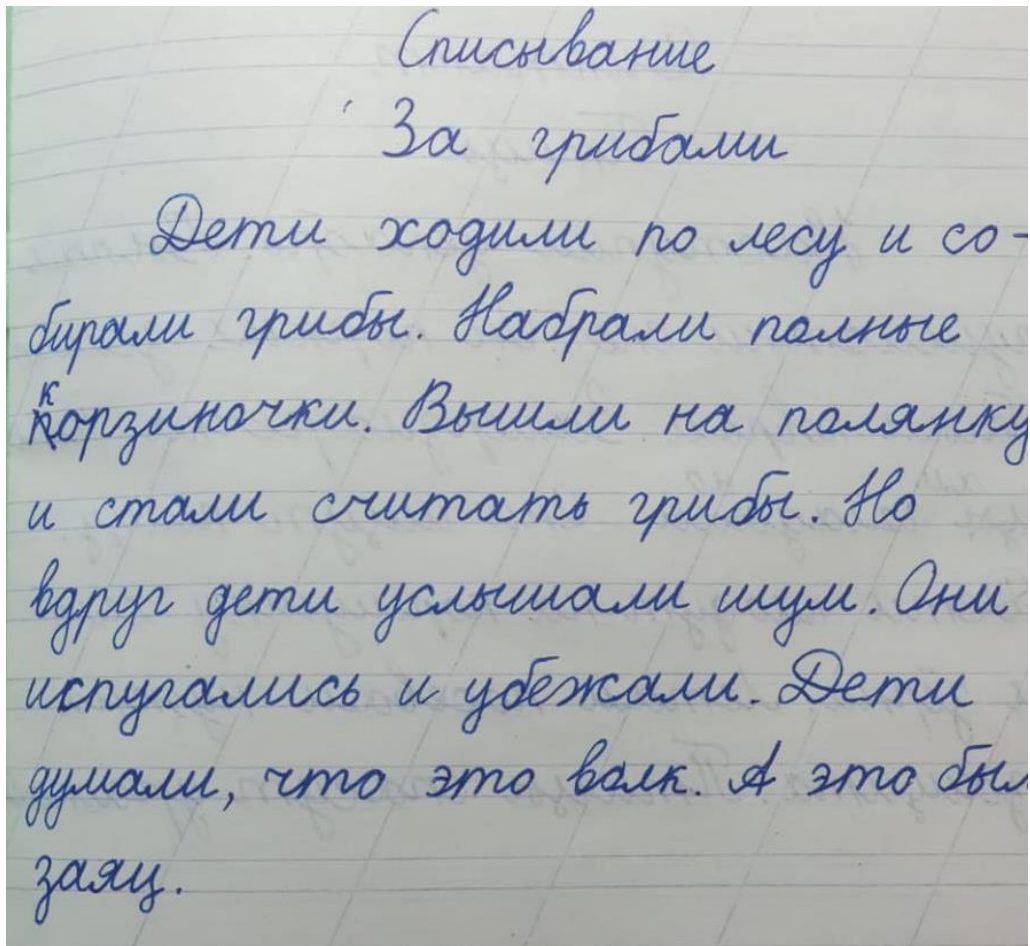 Списывание
За грибами
Дети ходили по лесу и со-
бирали грибы. Набрали полные
корзиночки. Вышли на полянку
и стали считать грибы. Но
вдруг дети услышали шум. Они
испугались и убежали. Дети
думали, что это волк. А это был
заяц.